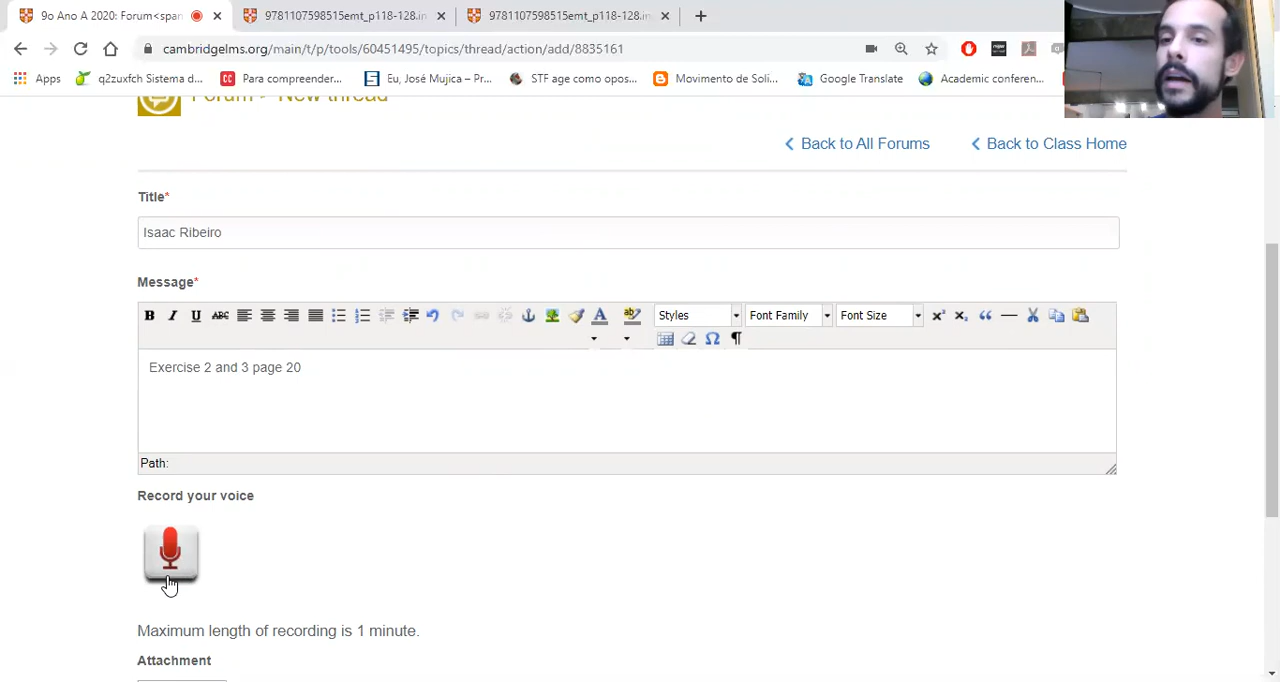 9o Ano A 2020: Forum<span
9781107598515emt_p118-128.in
9781107598515emt_p118-128.in
cambridgelms.org/main/t/p/tools/60451495/topics/thread/action/add/8835161
Apps
q2zuxfch Sistema d...
Para compreender...
Eu, José Mujica – Pr...
STF age como opos...
Movimento de Soli...
Google Translate
Academic conferen...
Forum > New thread
Back to All Forums
Back to Class Home
Title*
Isaac Ribeiro
Message*
B I U ABC
Styles
Font Family
Font Size
Exercise 2 and 3 page 20
Path:
Record your voice
Maximum length of recording is 1 minute.
Attachment